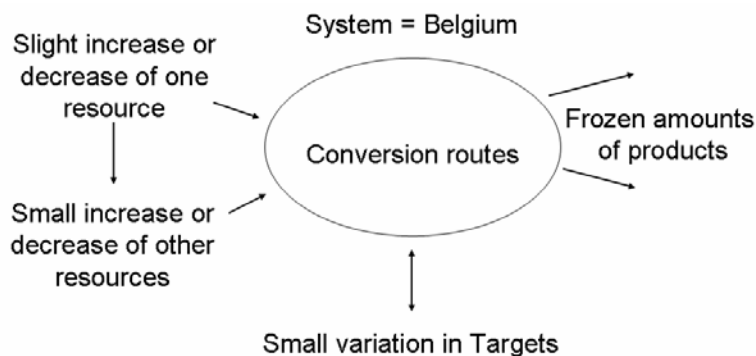 System = Belgium
Slight increase or
decrease of one
resource
Frozen amounts
of products
Conversion routes
Small increase or
decrease of other
resources
Small variation in Targets